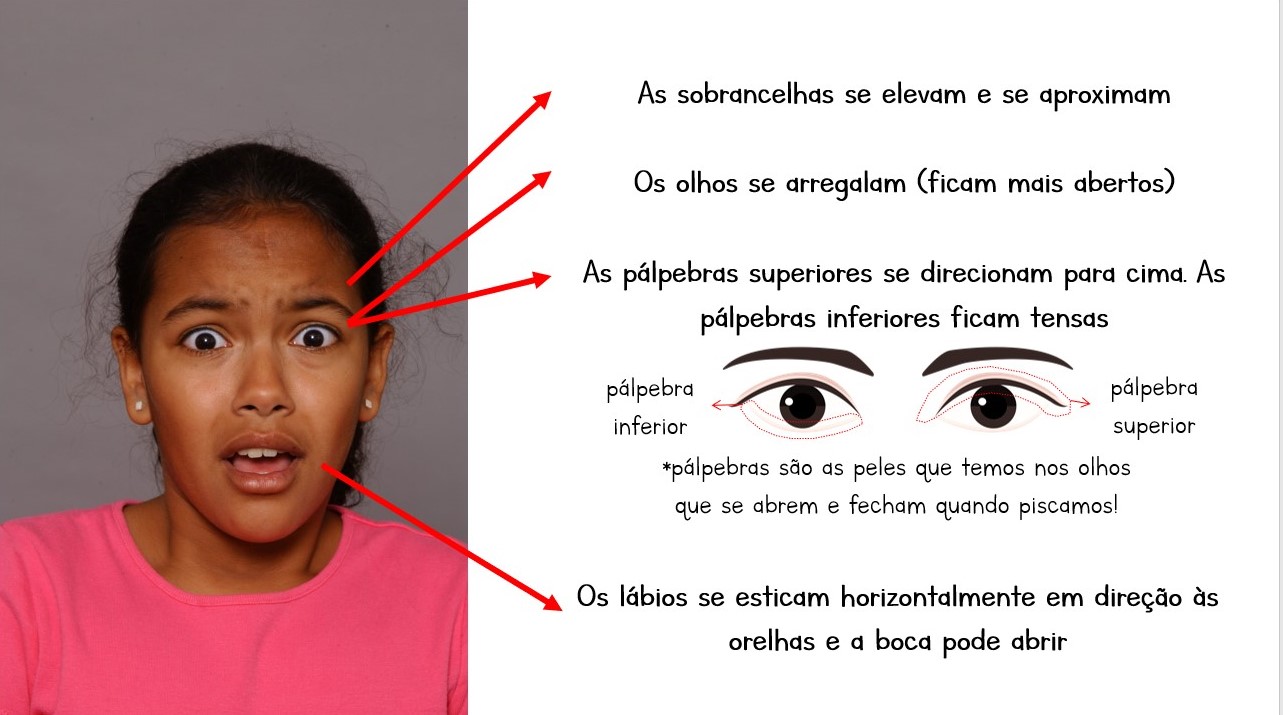 As sobrancelhas se elevam e se aproximam
Os olhos se arregalam (ficam mais abertos)
As pálpebras superiores se direcionam para cima. As
pálpebras inferiores ficam tensas
pálpebra
inferior
pálpebra
superior
*pálpebras são as peles que temos nos olhos
que se abrem e fecham quando piscamos!
Os lábios se esticam horizontalmente em direção às
orelhas e a boca pode abrir